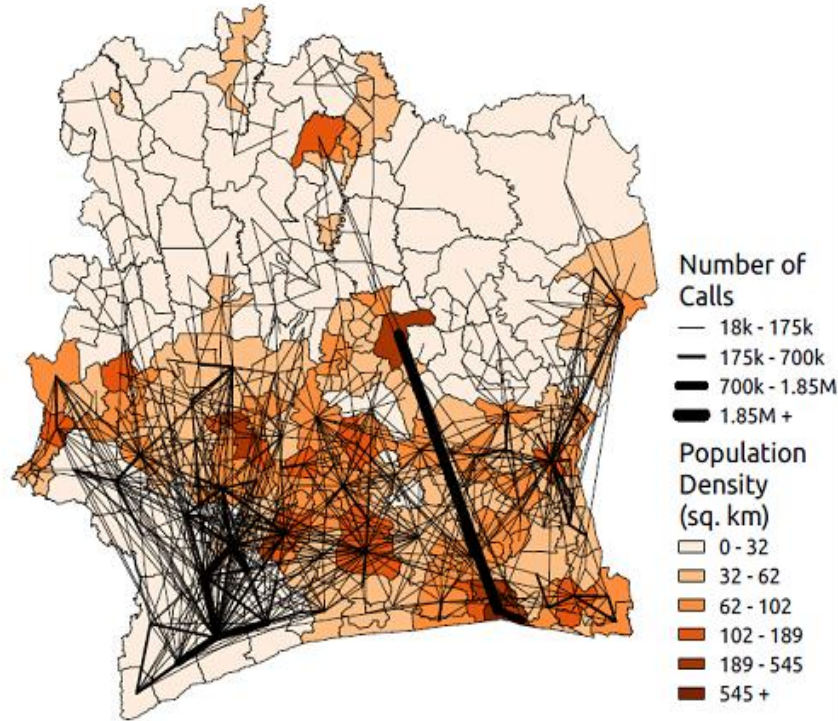 Number of
Calls
18k - 175k
175k - 700k
700k - 1.85M
1.85M +
Population
Density
(sq. km)
0 - 32
32 - 62
62 - 102
102 - 189
189 - 545
545 +